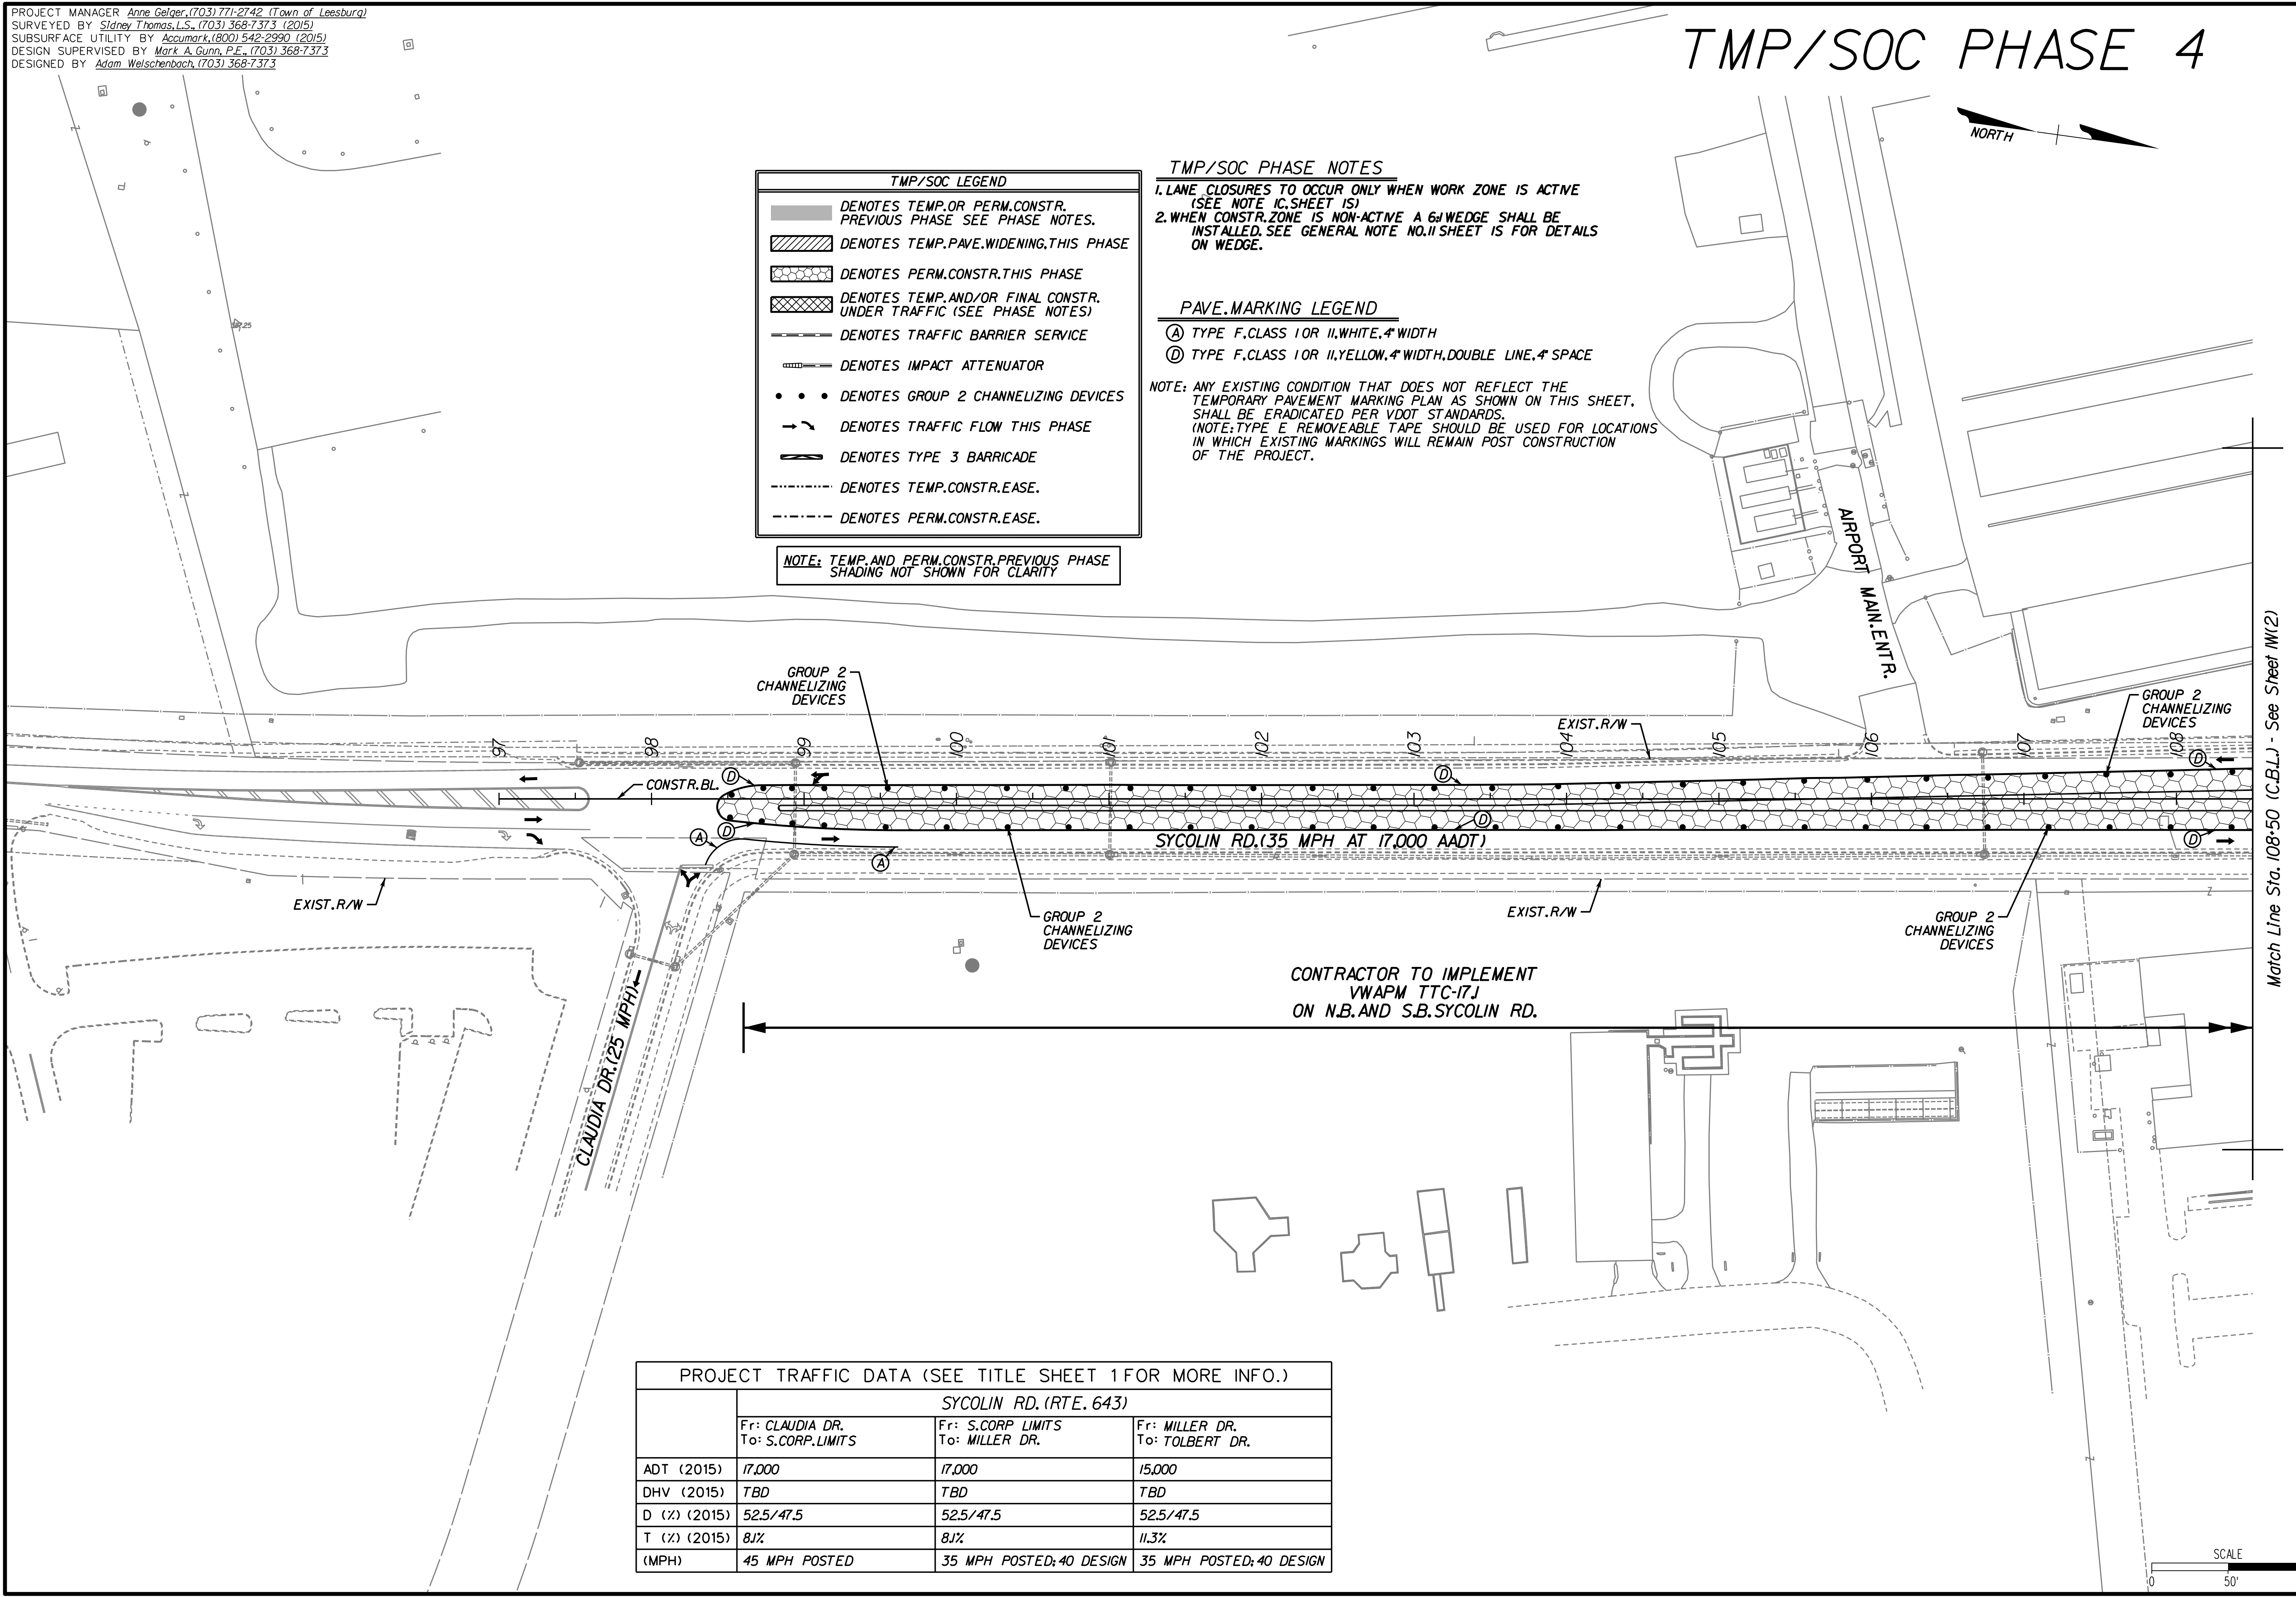 PROJECT MANAGER Anne Geiger, (703) 771-2742 (Town of Leesburg)
SURVEYED BY Sidney Thomas, L.S., (703) 368-7373 (2015)
SUBSURFACE UTILITY BY Accumark, (800) 542-2990 (2015)
DESIGN SUPERVISED BY Mark A. Gunn, P.E., (703) 368-7373
DESIGNED BY Adam Welschenbach, (703) 368-7373
TMP/SOC PHASE 4
NORTH
TMP/SOC LEGEND
DENOTES TEMP. OR PERM. CONSTR.
PREVIOUS PHASE SEE PHASE NOTES.
DENOTES TEMP. PAVE. WIDENING, THIS PHASE
DENOTES PERM. CONSTR. THIS PHASE
DENOTES TEMP. AND/OR FINAL CONSTR.
UNDER TRAFFIC (SEE PHASE NOTES)
DENOTES TRAFFIC BARRIER SERVICE
DENOTES IMPACT ATTENUATOR
DENOTES GROUP 2 CHANNELIZING DEVICES
DENOTES TRAFFIC FLOW THIS PHASE
DENOTES TYPE 3 BARRICADE
DENOTES TEMP. CONSTR. EASE.
DENOTES PERM. CONSTR. EASE.
NOTE: TEMP. AND PERM. CONSTR. PREVIOUS PHASE
SHADING NOT SHOWN FOR CLARITY
TMP/SOC PHASE NOTES
1. LANE CLOSURES TO OCCUR ONLY WHEN WORK ZONE IS ACTIVE
(SEE NOTE 1C, SHEET 1S)
2. WHEN CONSTR. ZONE IS NON-ACTIVE A 6:1 WEDGE SHALL BE
INSTALLED. SEE GENERAL NOTE NO. 11 SHEET 1S FOR DETAILS
ON WEDGE.
PAVE. MARKING LEGEND
A TYPE F, CLASS I OR II, WHITE, 4" WIDTH
D TYPE F, CLASS I OR II, YELLOW, 4" WIDTH, DOUBLE LINE, 4" SPACE
NOTE: ANY EXISTING CONDITION THAT DOES NOT REFLECT THE
TEMPORARY PAVEMENT MARKING PLAN AS SHOWN ON THIS SHEET,
SHALL BE ERADICATED PER VDOT STANDARDS.
(NOTE: TYPE E REMOVEABLE TAPE SHOULD BE USED FOR LOCATIONS
IN WHICH EXISTING MARKINGS WILL REMAIN POST CONSTRUCTION
OF THE PROJECT.
AIRPORT MAIN. ENTR.
Match Line Sta. 108+50 (C.B.L.) - See Sheet 1W(2)
GROUP 2
CHANNELIZING
DEVICES
GROUP 2
CHANNELIZING
DEVICES
EXIST. R/W
97 98 99 100 101 102 103 104 105 106 107 108
CONSTR. BL.
D
D
D
D
D
D
A
A
SYCOLIN RD. (35 MPH AT 17,000 AADT)
EXIST. R/W
EXIST. R/W
GROUP 2
CHANNELIZING
DEVICES
GROUP 2
CHANNELIZING
DEVICES
CLAUDIA DR. (25 MPH)
CONTRACTOR TO IMPLEMENT
VWAPM TTC-17.1
ON N.B. AND S.B. SYCOLIN RD.
PROJECT TRAFFIC DATA (SEE TITLE SHEET 1 FOR MORE INFO.)
SYCOLIN RD. (RTE. 643)
Fr: CLAUDIA DR. Fr: S. CORP LIMITS Fr: MILLER DR.
To: S. CORP. LIMITS To: MILLER DR. To: TOLBERT DR.
ADT (2015) 17,000 17,000 15,000
DHV (2015) TBD TBD TBD
D (%) (2015) 52.5/47.5 52.5/47.5 52.5/47.5
T (%) (2015) 8.1% 8.1% 11.3%
(MPH) 45 MPH POSTED 35 MPH POSTED; 40 DESIGN 35 MPH POSTED; 40 DESIGN
SCALE
0 50'